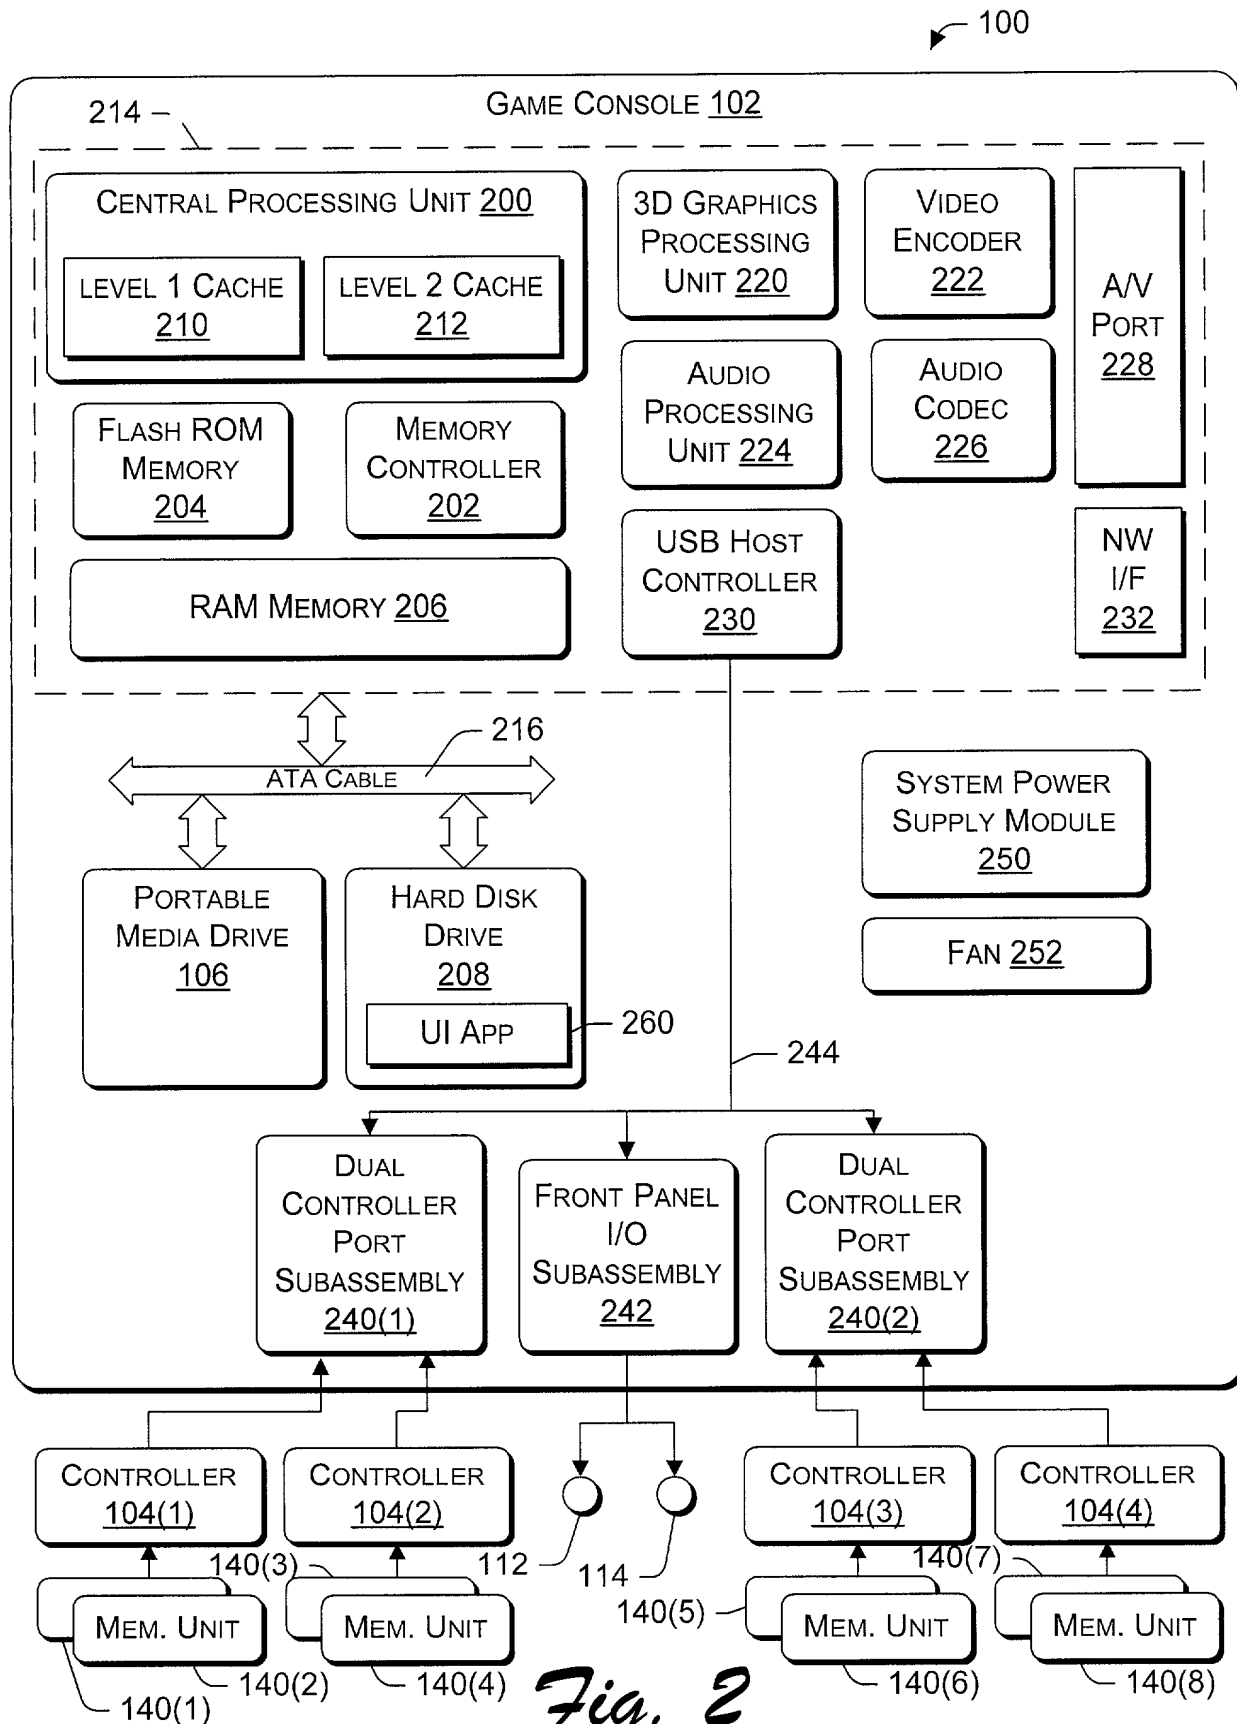 100
GAME CONSOLE 102
214
CENTRAL PROCESSING UNIT 200
LEVEL 1 CACHE
210
LEVEL 2 CACHE
212
3D GRAPHICS
PROCESSING
UNIT 220
VIDEO
ENCODER
222
A/V
PORT
228
FLASH ROM
MEMORY
204
MEMORY
CONTROLLER
202
AUDIO
PROCESSING
UNIT 224
AUDIO
CODEC
226
RAM MEMORY 206
USB HOST
CONTROLLER
230
NW
I/F
232
216
ATA CABLE
SYSTEM POWER
SUPPLY MODULE
250
PORTABLE
MEDIA DRIVE
106
HARD DISK
DRIVE
208
UI APP
260
FAN 252
244
DUAL
CONTROLLER
PORT
SUBASSEMBLY
240(1)
FRONT PANEL
I/O
SUBASSEMBLY
242
DUAL
CONTROLLER
PORT
SUBASSEMBLY
240(2)
CONTROLLER
104(1)
CONTROLLER
104(2)
CONTROLLER
104(3)
CONTROLLER
104(4)
112
114
140(3)
140(7)
140(5)
MEM. UNIT
MEM. UNIT
MEM. UNIT
MEM. UNIT
140(1)
140(2)
140(4)
140(6)
140(8)
Fig. 2